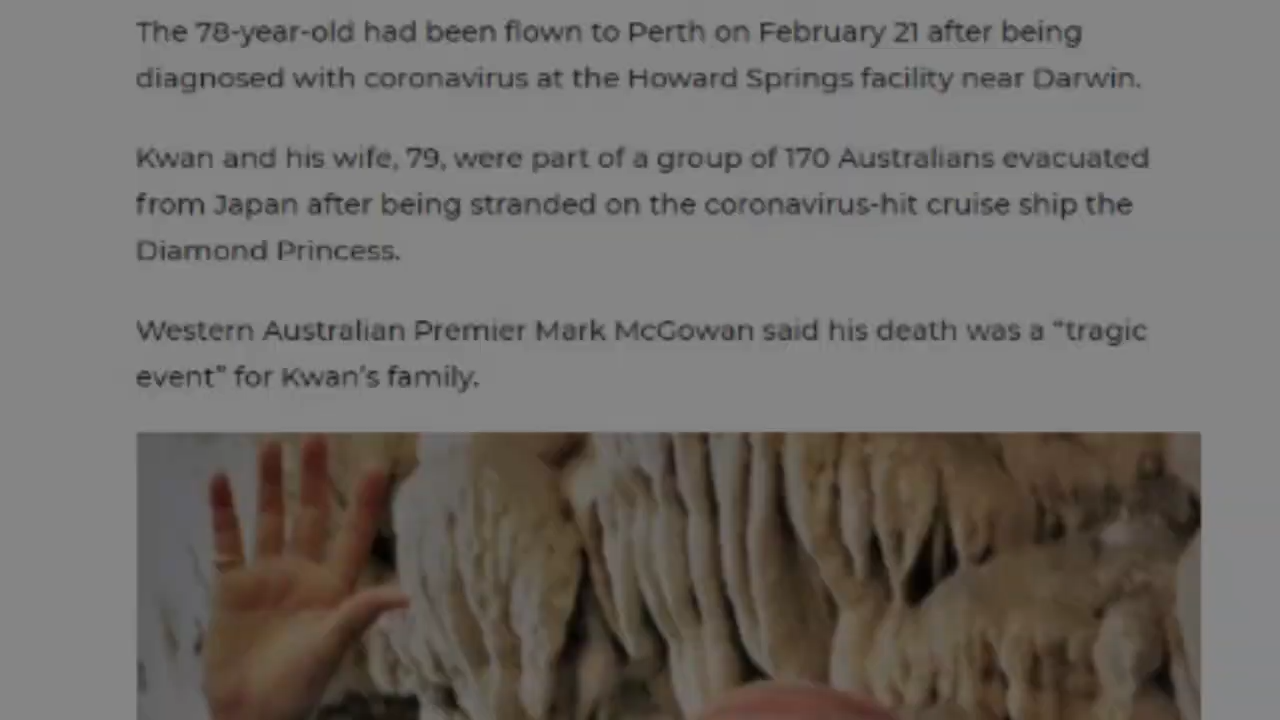 The 78-year-old had been flown to Perth on February 21 after being
diagnosed with coronavirus at the Howard Springs facility near Darwin.
Kwan and his wife, 79, were part of a group of 170 Australians evacuated
from Japan after being stranded on the coronavirus-hit cruise ship the
Diamond Princess.
Western Australian Premier Mark McGowan said his death was a “tragic
event” for Kwan’s family.